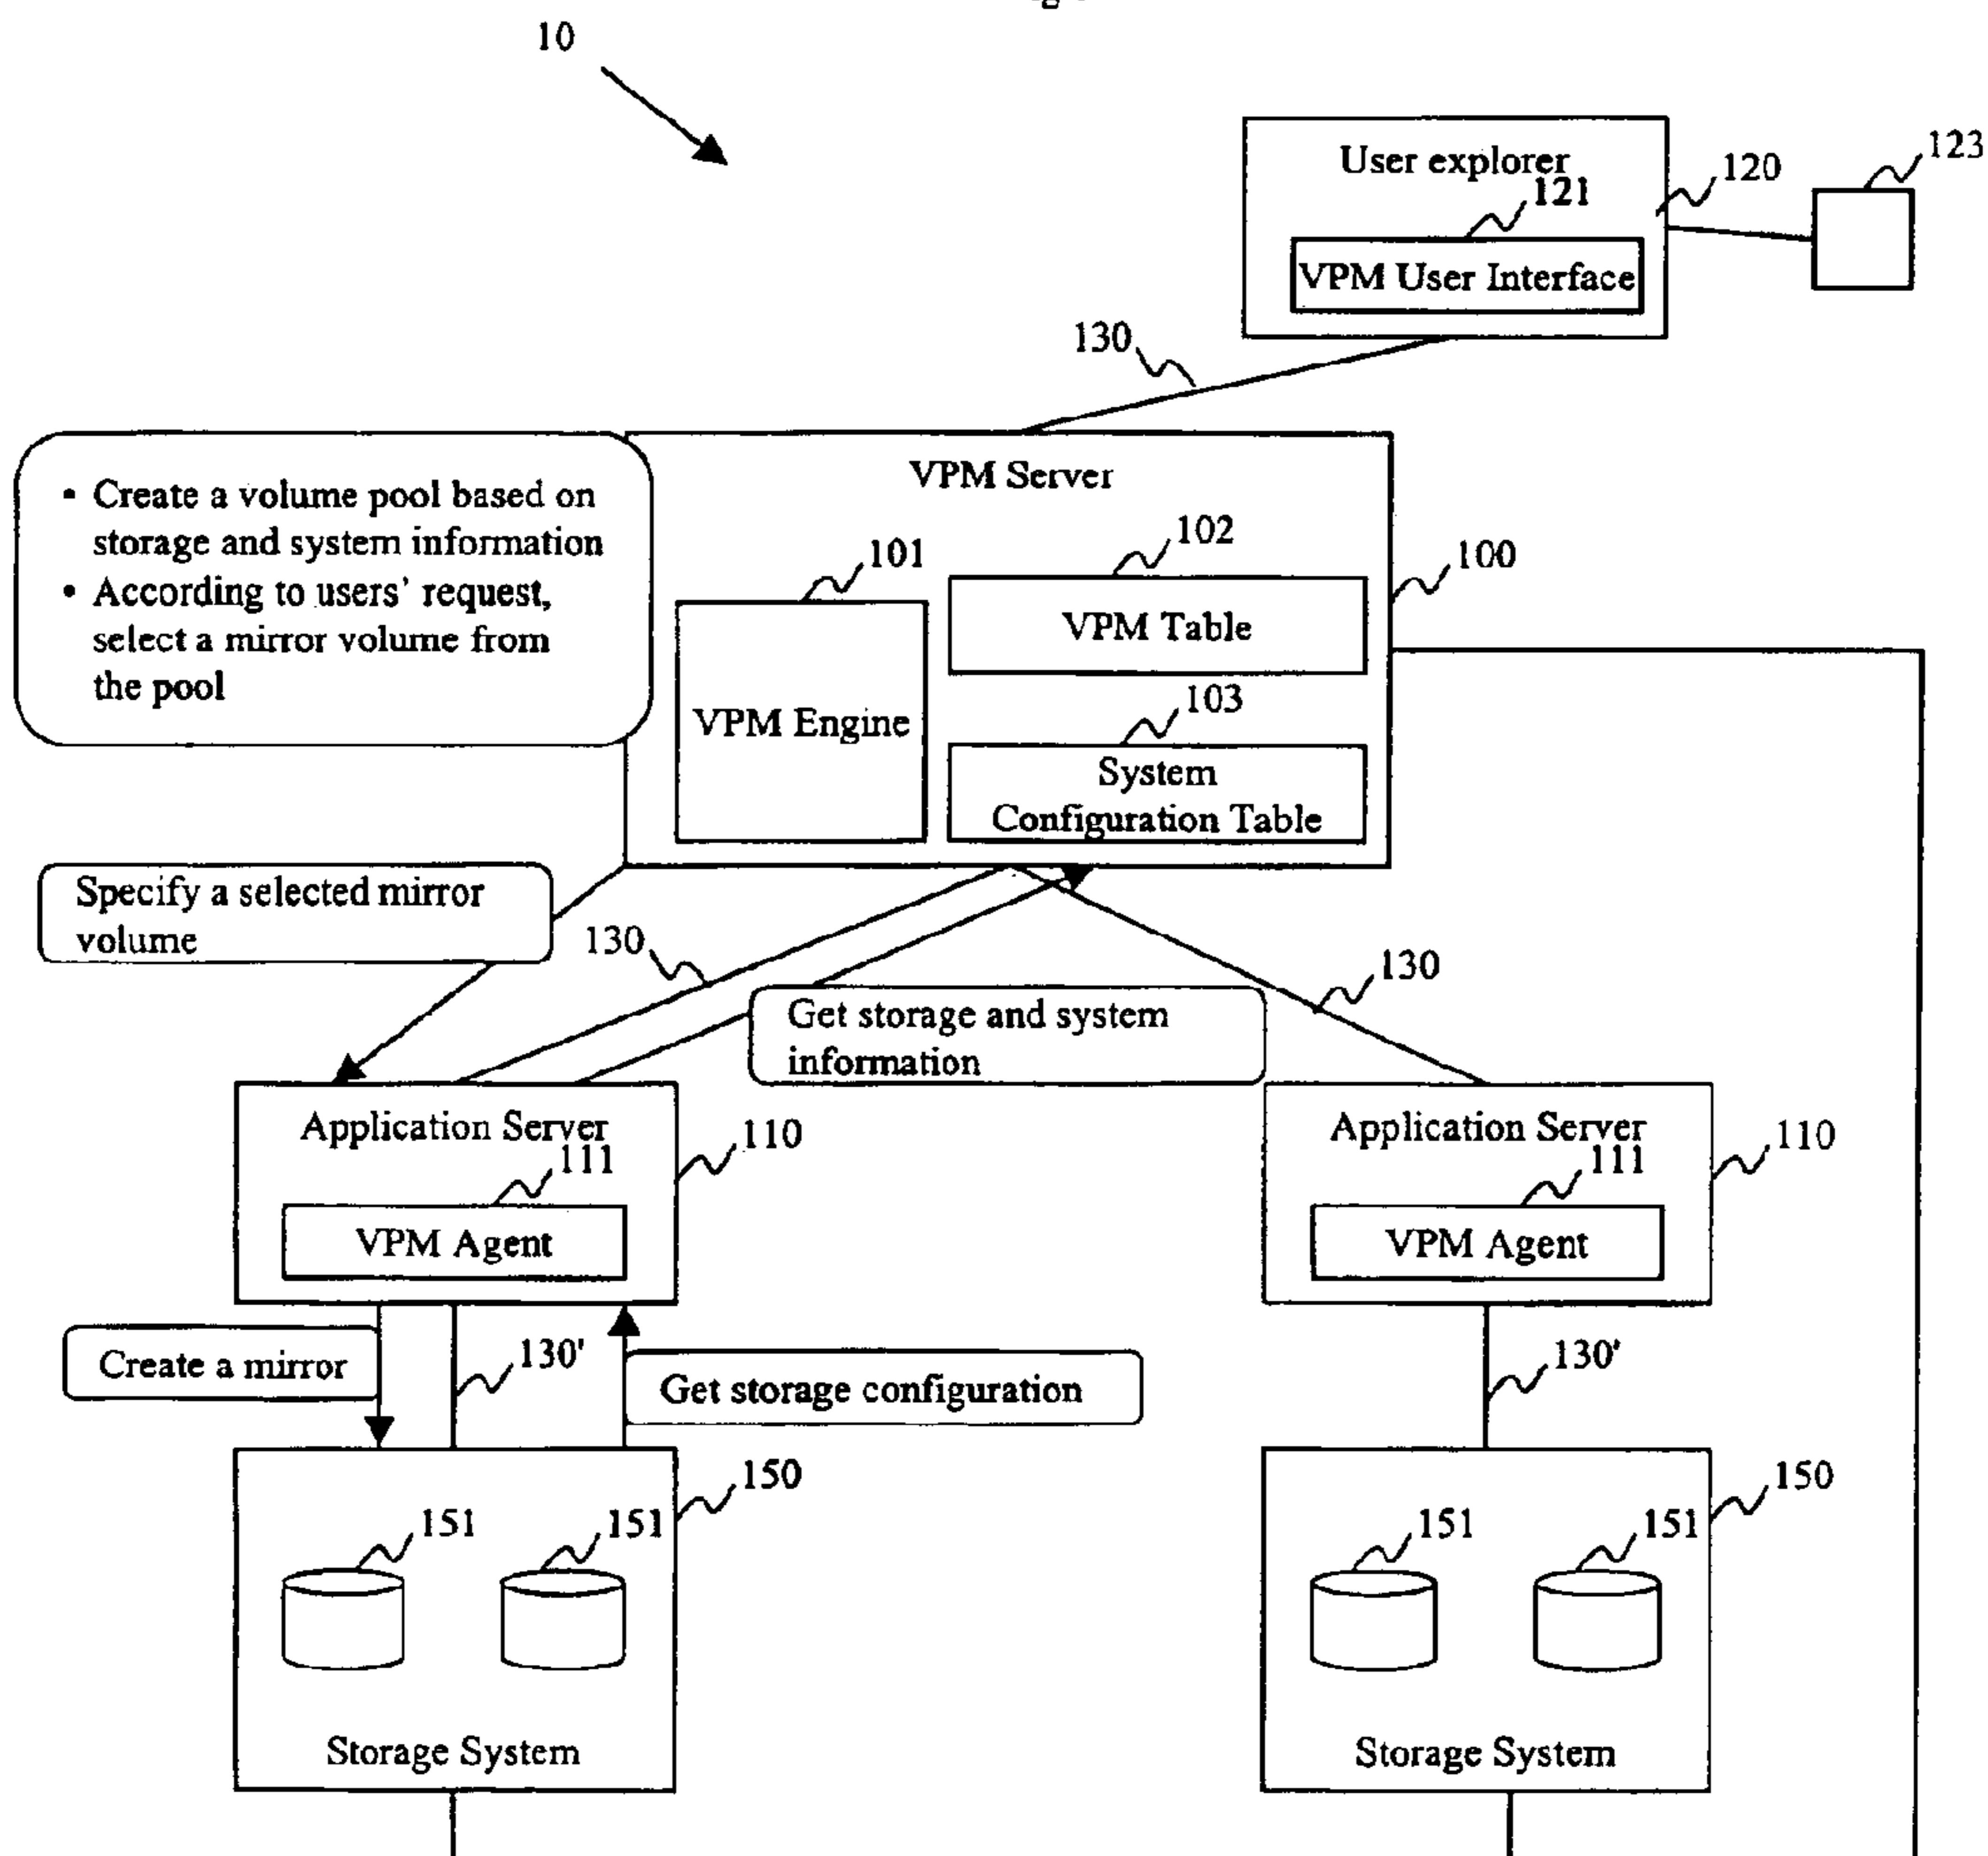 10
User explorer
123
120
121
VPM User Interface
130
VPM Server
• Create a volume pool based on
storage and system information
• According to users' request,
select a mirror volume from
the pool
102
101
100
VPM Table
103
VPM Engine
System
Configuration Table
Specify a selected mirror
volume
130
130
Get storage and system
information
Application Server
110
111
VPM Agent
Application Server
110
111
VPM Agent
Create a mirror
130'
Get storage configuration
130'
150
151
151
Storage System
150
151
151
Storage System